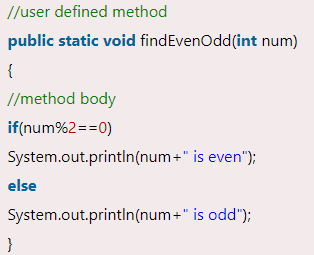 //user defined method
public static void findEvenOdd(int num)
{
//method body
if(num%2==0)
System.out.println(num+" is even");
else
System.out.println(num+" is odd");
}